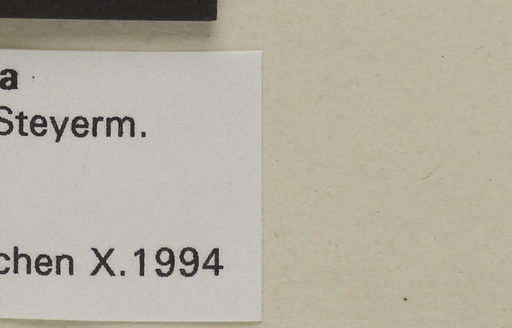 a
Steyerm.
chen X.1994